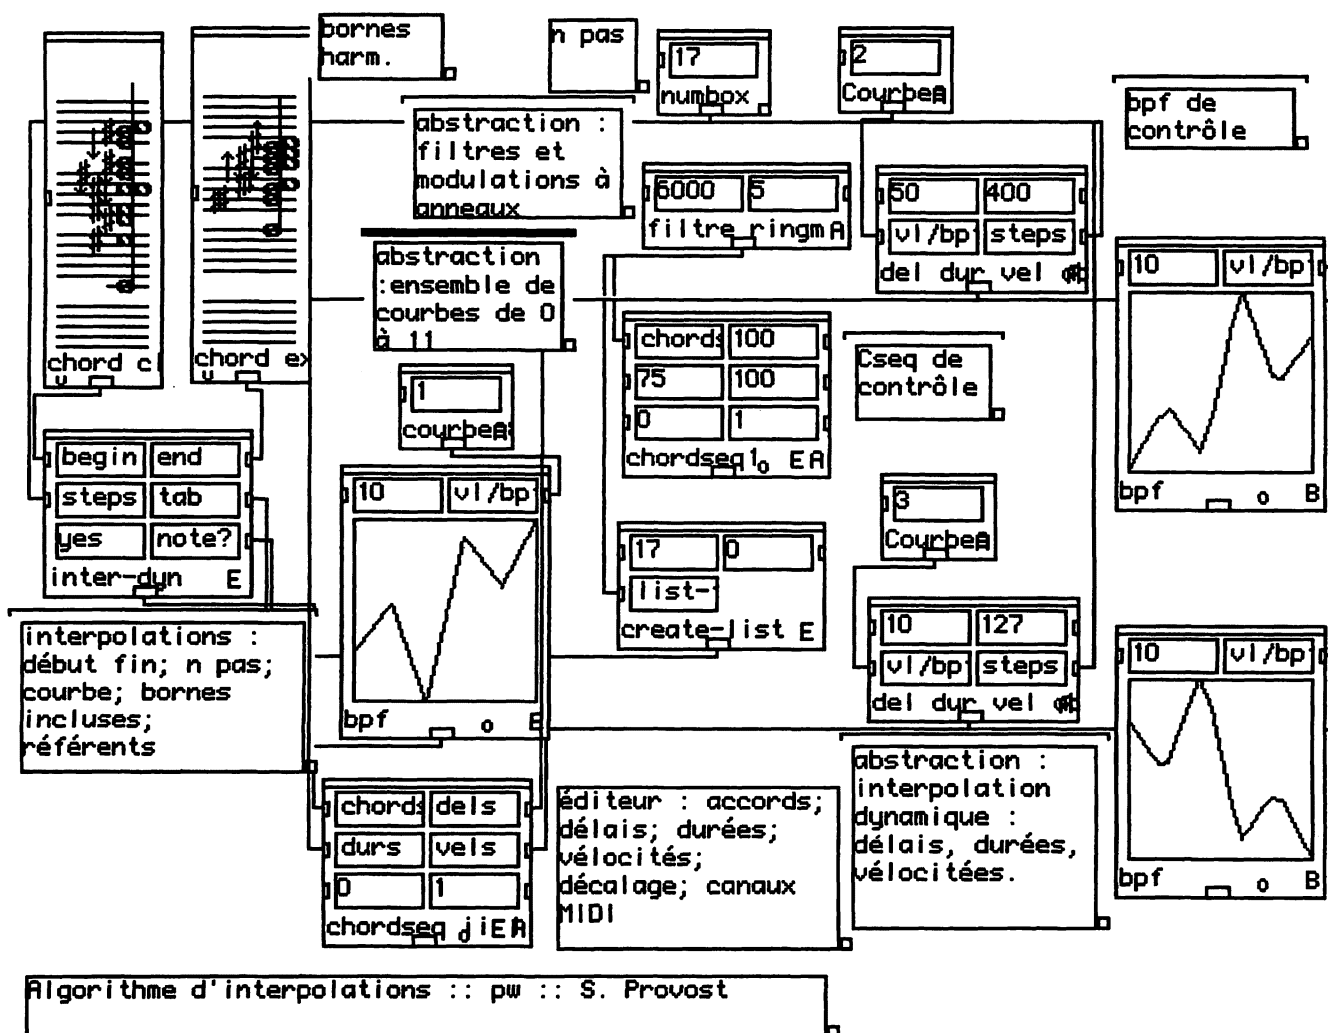 bornes
harm.
n pas
17
numbox
2
Courbe
bpf de
contrôle
abstraction :
filtres et
modulations à
anneaux
6000 5
filtre ringm A
50 400
vl/bp steps
del dur vel
10 vl/bp
bpf o B
abstraction
:ensemble de
courbes de 0
à 11
chord cl
chord ex
1
courbe
chords 100
75 100
0 1
chordseq1 o E A
Cseq de
contrôle
begin end
steps tab
yes note?
inter-dyn E
10 vl/bp
bpf o B
17 0
list-
create-list E
3
Courbe
10 127
vl/bp steps
del dur vel
10 vl/bp
bpf o B
interpolations :
début fin; n pas;
courbe; bornes
incluses;
référents
chords dels
durs vels
0 1
chordseq ji E A
éditeur : accords;
délais; durées;
vélocités;
décalage; canaux
MIDI
abstraction :
interpolation
dynamique :
délais, durées,
vélocitées.
Algorithme d'interpolations :: pw :: S. Provost